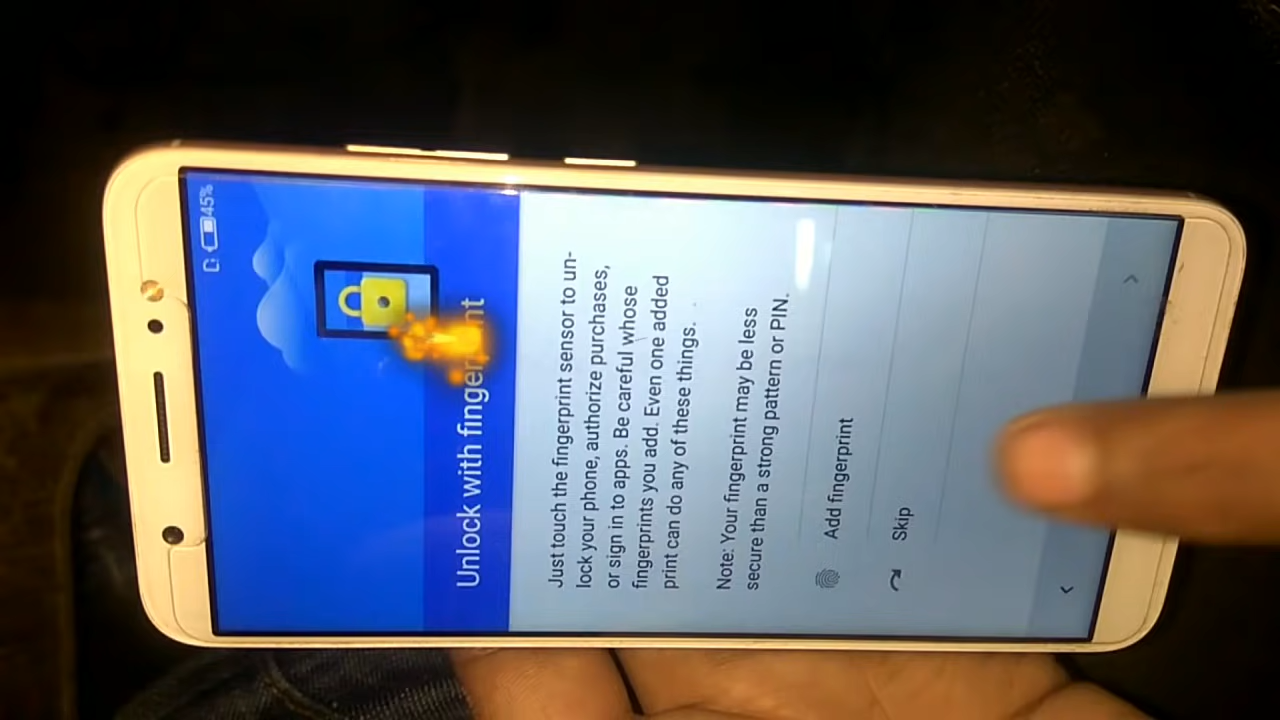 45%
Unlock with fingerprint
Just touch the fingerprint sensor to un-
lock your phone, authorize purchases,
or sign in to apps. Be careful whose
fingerprints you add. Even one added
print can do any of these things.
Note: Your fingerprint may be less
secure than a strong pattern or PIN.
Add fingerprint
Skip